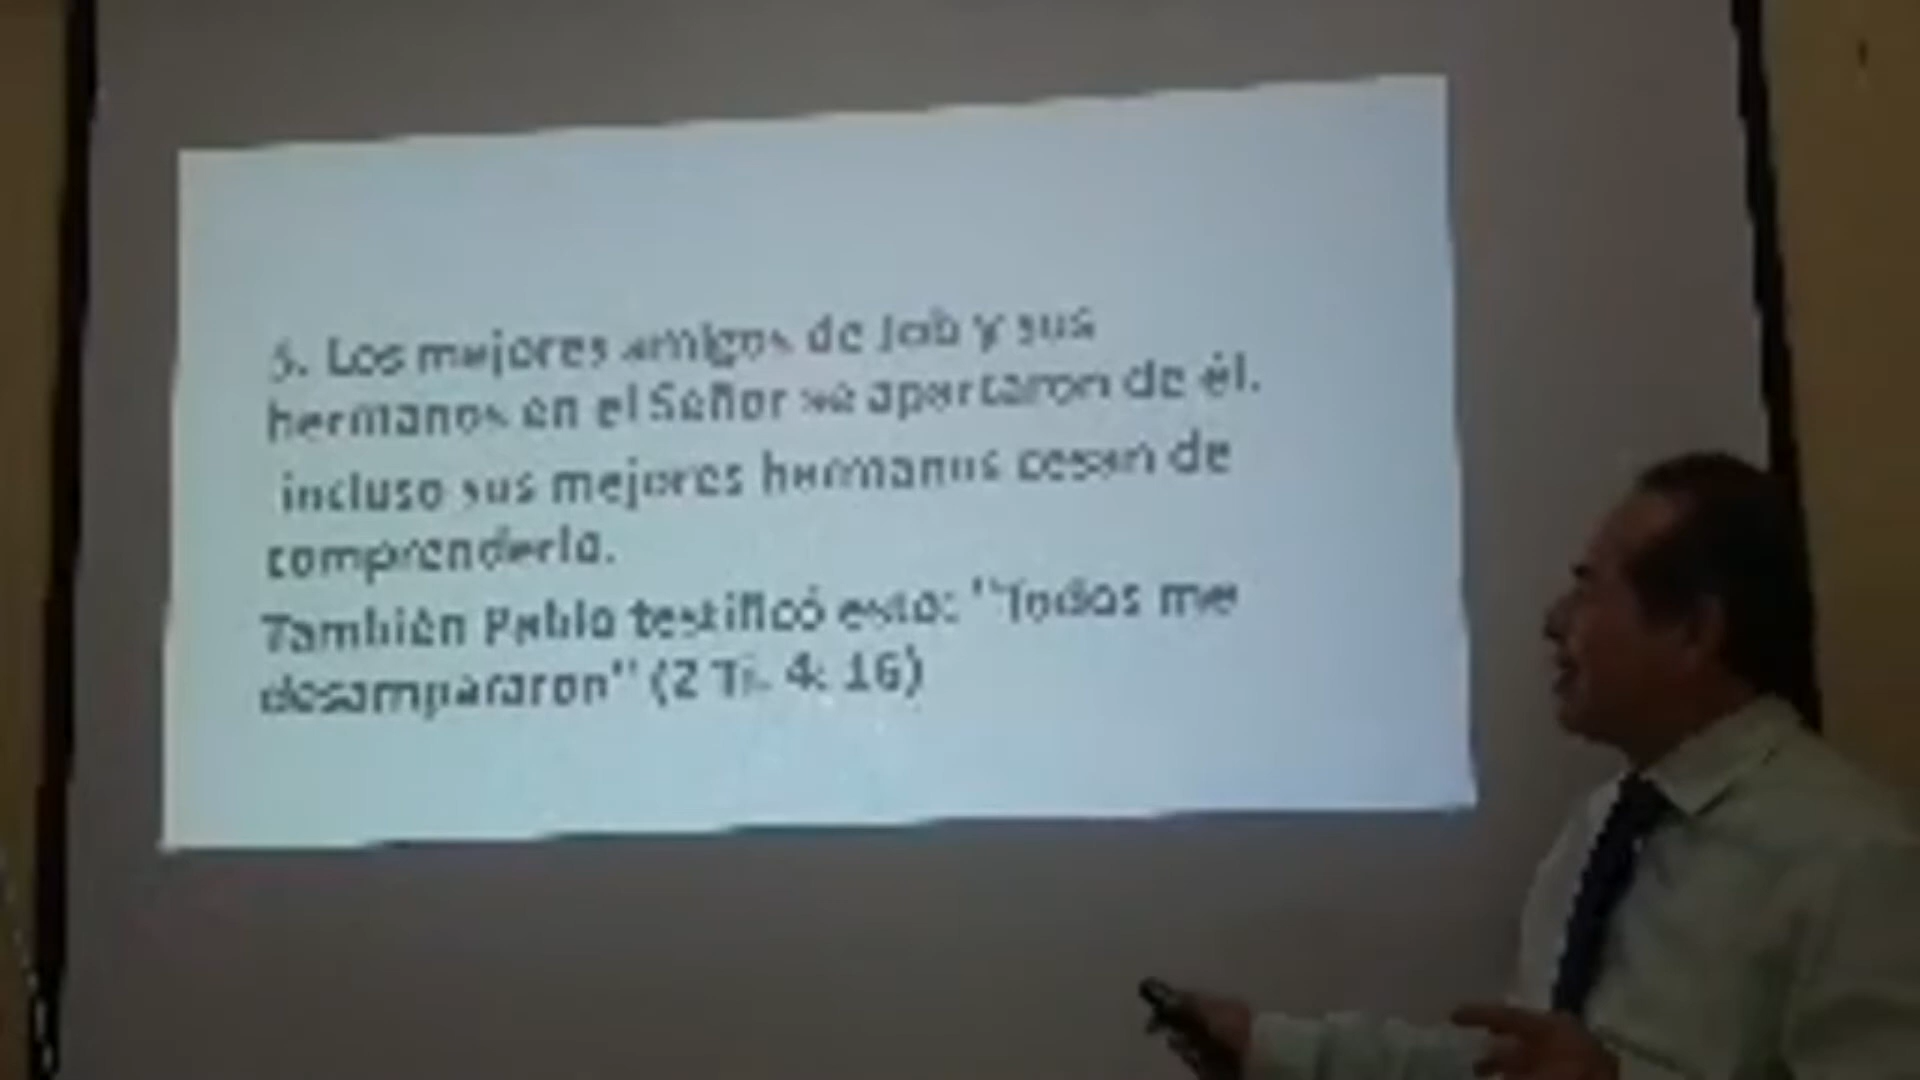 5. Los mejores amigos de Job y sus
hermanos en el Señor se apartaron de él.
incluso sus mejores hermanos cesan de
comprenderlo.
También Pablo testificó esto: "Todos me
desampararon" (2 Ti. 4: 16)